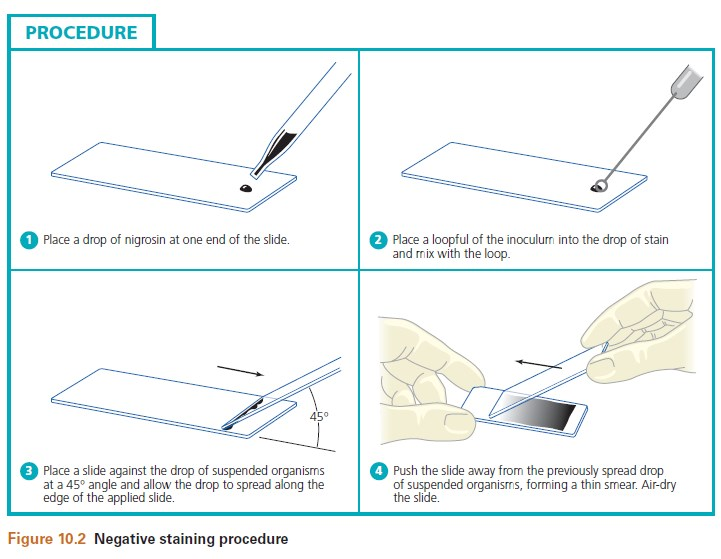 PROCEDURE
1 Place a drop of nigrosin at one end of the slide.
2 Place a loopful of the inoculum into the drop of stain
and mix with the loop.
45°
3 Place a slide against the drop of suspended organisms
at a 45° angle and allow the drop to spread along the
edge of the applied slide.
4 Push the slide away from the previously spread drop
of suspended organisms, forming a thin smear. Air-dry
the slide.
Figure 10.2 Negative staining procedure